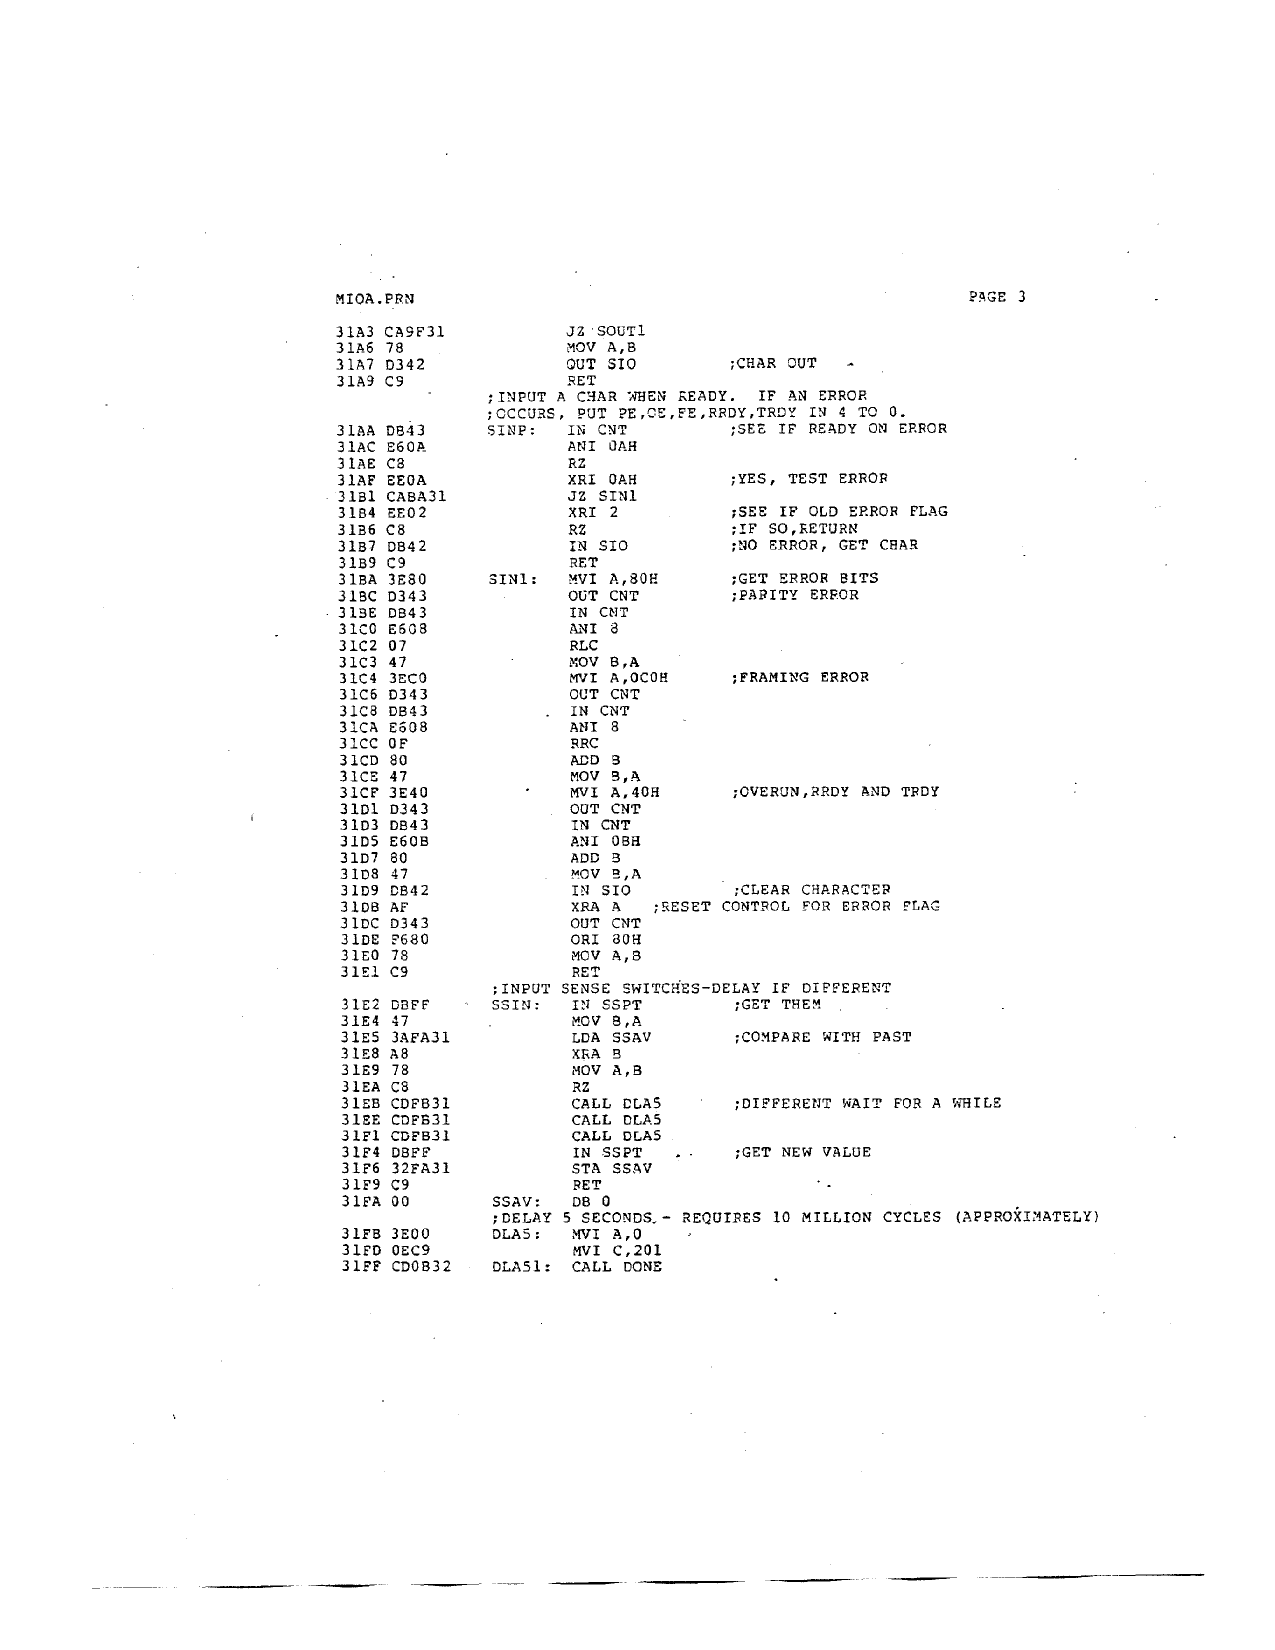 MIOA.PRN                                                        PAGE 3
31A3 CA9F31            JZ SOUT1
31A6 78                MOV A,B
31A7 D342              OUT SIO         ;CHAR OUT
31A9 C9                RET
               ;INPUT A CHAR WHEN READY.  IF AN ERROR
               ;OCCURS, PUT PE,OE,FE,RRDY,TRDY IN 4 TO 0.
31AA DB43      SINP:   IN CNT          ;SEE IF READY ON ERROR
31AC E60A              ANI 0AH
31AE C8                RZ
31AF EE0A              XRI 0AH         ;YES, TEST ERROR
31B1 CABA31            JZ SIN1
31B4 EE02              XRI 2           ;SEE IF OLD ERROR FLAG
31B6 C8                RZ              ;IF SO,RETURN
31B7 DB42              IN SIO          ;NO ERROR, GET CHAR
31B9 C9                RET
31BA 3E80      SIN1:   MVI A,80H       ;GET ERROR BITS
31BC D343              OUT CNT         ;PARITY ERROR
31BE DB43              IN CNT
31C0 E608              ANI 8
31C2 07                RLC
31C3 47                MOV B,A
31C4 3EC0              MVI A,0C0H      ;FRAMING ERROR
31C6 D343              OUT CNT
31C8 DB43              IN CNT
31CA E608              ANI 8
31CC 0F                RRC
31CD 80                ADD B
31CE 47                MOV B,A
31CF 3E40              MVI A,40H       ;OVERUN,RRDY AND TRDY
31D1 D343              OUT CNT
31D3 DB43              IN CNT
31D5 E60B              ANI 0BH
31D7 80                ADD B
31D8 47                MOV B,A
31D9 DB42              IN SIO          ;CLEAR CHARACTER
31DB AF                XRA A   ;RESET CONTROL FOR ERROR FLAG
31DC D343              OUT CNT
31DE F680              ORI 80H
31E0 78                MOV A,B
31E1 C9                RET
               ;INPUT SENSE SWITCHES-DELAY IF DIFFERENT
31E2 DBFF      SSIN:   IN SSPT         ;GET THEM
31E4 47                MOV B,A
31E5 3AFA31            LDA SSAV        ;COMPARE WITH PAST
31E8 A8                XRA B
31E9 78                MOV A,B
31EA C8                RZ
31EB CDFB31            CALL DLA5       ;DIFFERENT WAIT FOR A WHILE
31EE CDFB31            CALL DLA5
31F1 CDFB31            CALL DLA5
31F4 DBFF              IN SSPT         ;GET NEW VALUE
31F6 32FA31            STA SSAV
31F9 C9                RET
31FA 00        SSAV:   DB 0
               ;DELAY 5 SECONDS.- REQUIRES 10 MILLION CYCLES (APPROXIMATELY)
31FB 3E00      DLA5:   MVI A,0
31FD 0EC9              MVI C,201
31FF CD0B32    DLA51:  CALL DONE